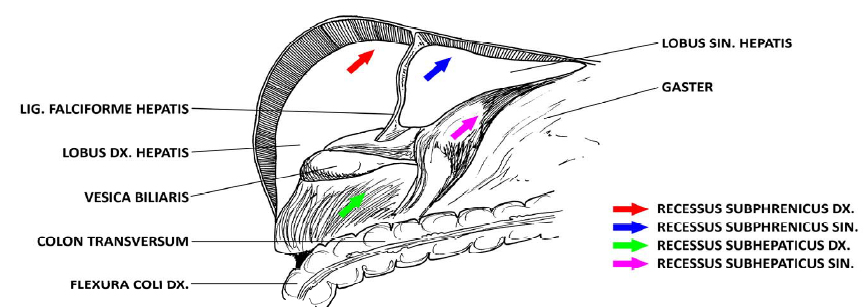 LOBUS SIN. HEPATIS
GASTER
LIG. FALCIFORME HEPATIS
LOBUS DX. HEPATIS
VESICA BILIARIS
COLON TRANSVERSUM
FLEXURA COLI DX.
RECESSUS SUBPHRENICUS DX.
RECESSUS SUBPHRENICUS SIN.
RECESSUS SUBHEPATICUS DX.
RECESSUS SUBHEPATICUS SIN.